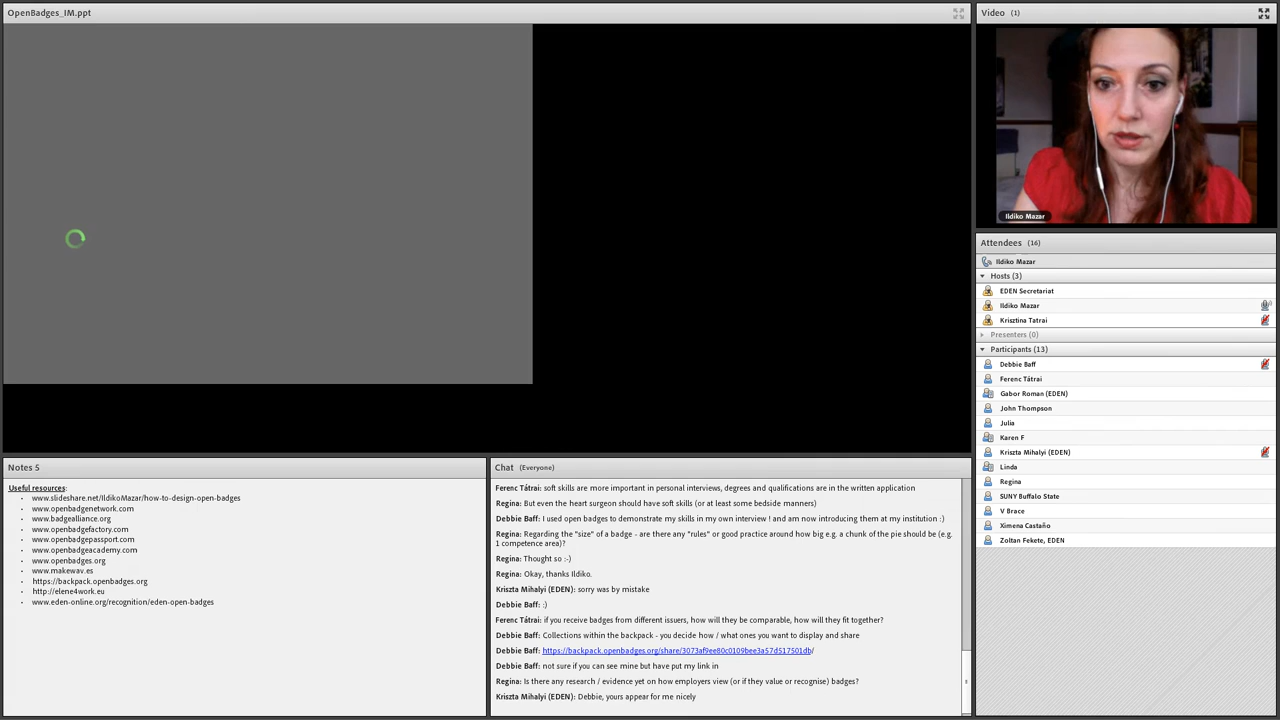 OpenBadges_IM.ppt
Video (1)
Ildiko Mazar
Attendees (16)
Ildiko Mazar
Hosts (3)
EDEN Secretariat
Ildiko Mazar
Krisztina Tatrai
Presenters (0)
Participants (13)
Debbie Baff
Ferenc Tátrai
Gabor Roman (EDEN)
John Thompson
Julia
Karen F
Kriszta Mihalyi (EDEN)
Linda
Regina
SUNY Buffalo State
V Brace
Ximena Castaño
Zoltan Fekete, EDEN
Notes 5
Useful resources:
www.slideshare.net/IldikoMazar/how-to-design-open-badges
www.openbadgenetwork.com
www.badgealliance.org
www.openbadgefactory.com
www.openbadgepassport.com
www.openbadgeacademy.com
www.openbadges.org
www.makewav.es
https://backpack.openbadges.org
http://elene4work.eu
www.eden-online.org/recognition/eden-open-badges
Chat (Everyone)
Ferenc Tátrai: soft skills are more important in personal interviews, degrees and qualifications are in the written application
Regina: But even the heart surgeon should have soft skills (or at least some bedside manners)
Debbie Baff: I used open badges to demonstrate my skills in my own interview ! and am now introducing them at my institution :)
Regina: Regarding the "size" of a badge - are there any "rules" or good practice around how big e.g. a chunk of the pie should be (e.g.
1 competence area)?
Regina: Thought so :-)
Regina: Okay, thanks Ildiko.
Kriszta Mihalyi (EDEN): sorry was by mistake
Debbie Baff: :)
Ferenc Tátrai: if you receive badges from different issuers, how will they be comparable, how will they fit together?
Debbie Baff: Collections within the backpack - you decide how / what ones you want to display and share
Debbie Baff: https://backpack.openbadges.org/share/3073af9ee80c0109bee3a57d517501db/
Debbie Baff: not sure if you can see mine but have put my link in
Regina: Is there any research / evidence yet on how employers view (or if they value or recognise) badges?
Kriszta Mihalyi (EDEN): Debbie, yours appear for me nicely